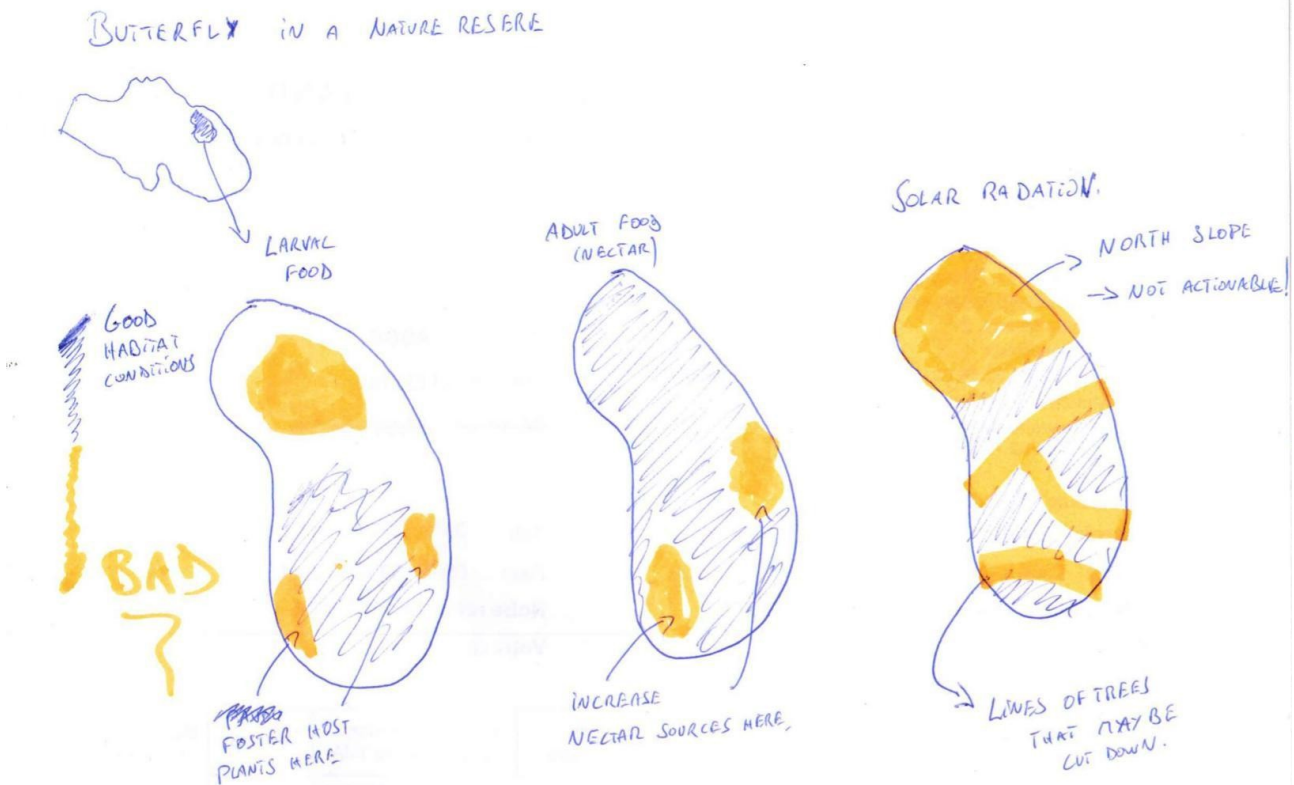 BUTTERFLY IN A NATURE RESERE
LARVAL
FOOD
ADULT FOOD
(NECTAR)
SOLAR RADATION.
NORTH SLOPE
→ NOT ACTIONABLE!
GOOD
HABITAT
CONDITIONS
BAD
FOSTER HOST
PLANTS HERE
INCREASE
NECTAR SOURCES HERE,
LINES OF TREES
THAT MAY BE
CUT DOWN.